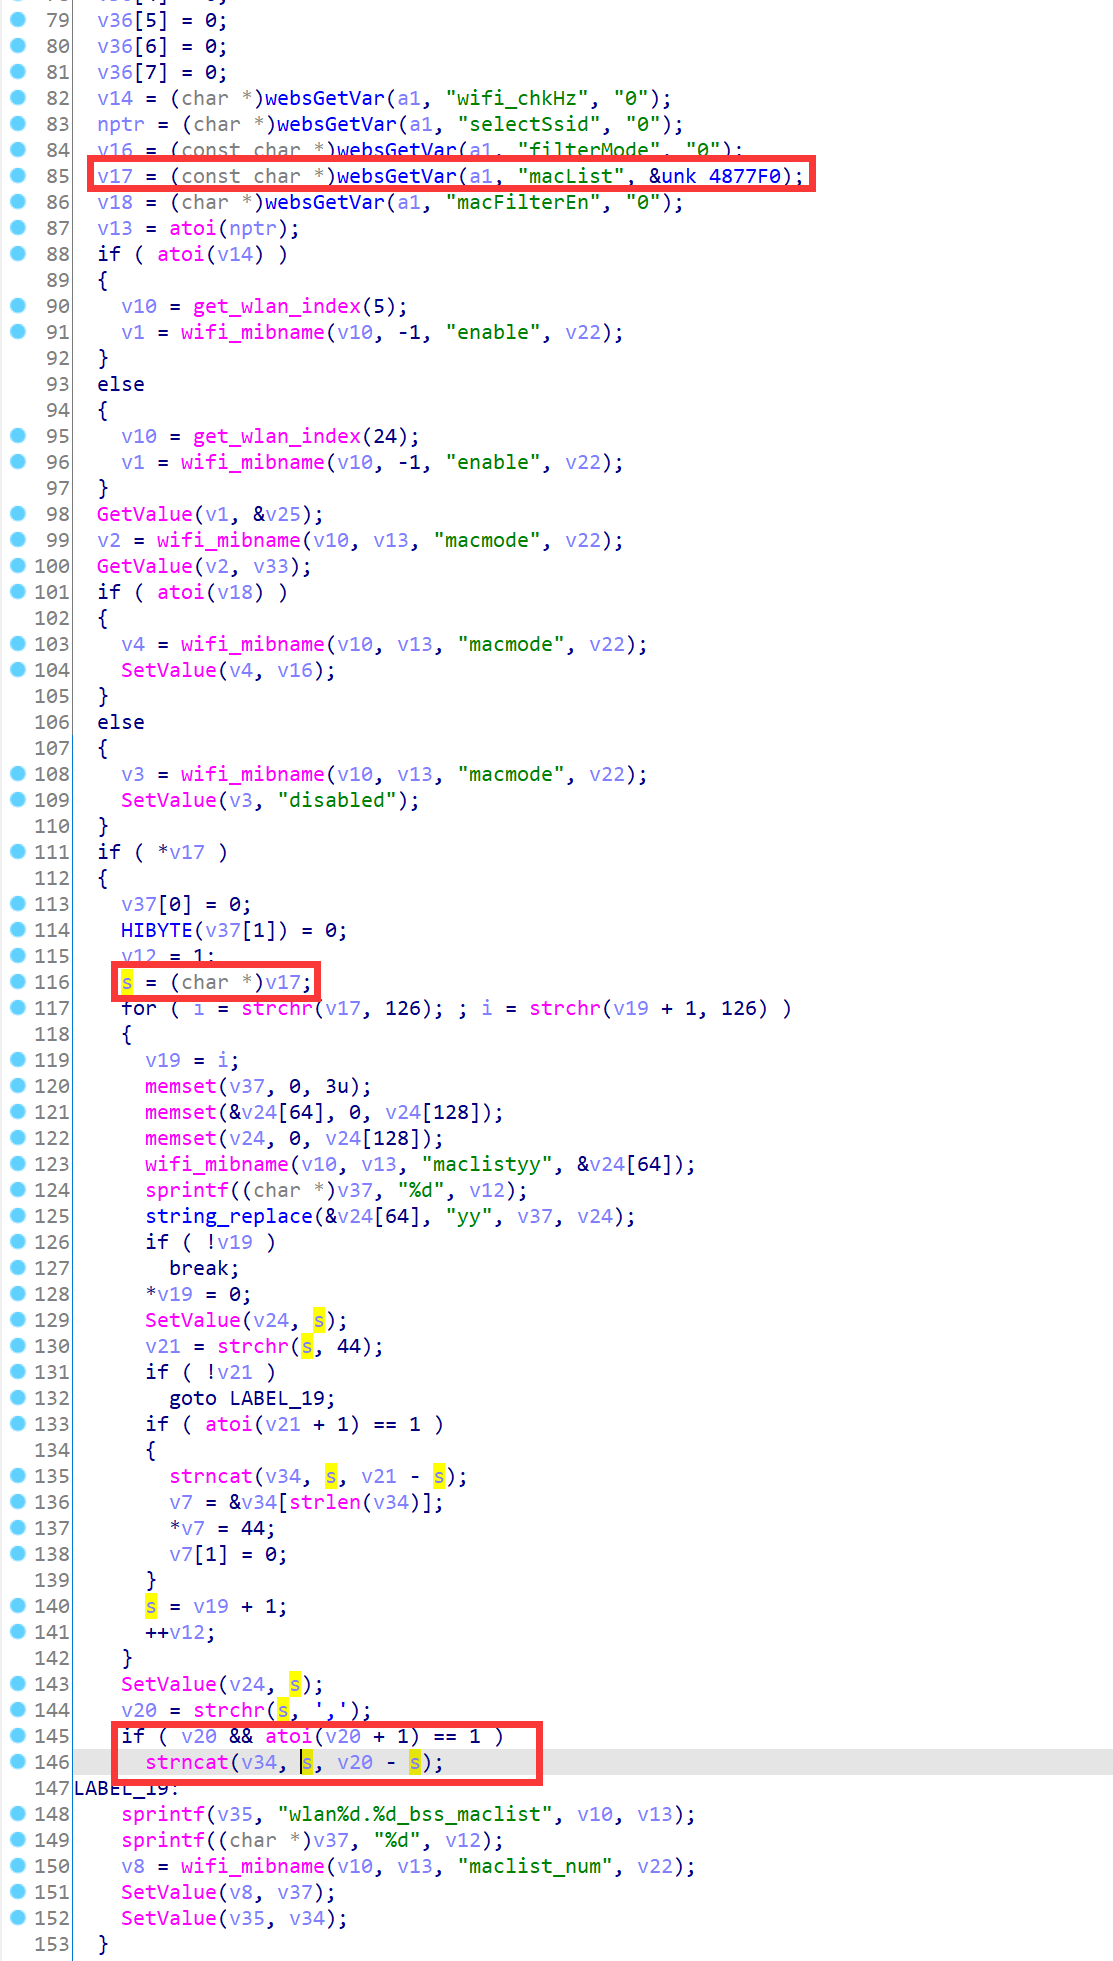 79 v36[5] = 0;
80 v36[6] = 0;
81 v36[7] = 0;
82 v14 = (char *)websGetVar(a1, "wifi_chkHz", "0");
83 nptr = (char *)websGetVar(a1, "selectSsid", "0");
84 v16 = (const char *)websGetVar(a1, "filterMode", "0");
85 v17 = (const char *)websGetVar(a1, "macList", &unk_4877F0);
86 v18 = (char *)websGetVar(a1, "macFilterEn", "0");
87 v13 = atoi(nptr);
88 if ( atoi(v14) )
89 {
90 v10 = get_wlan_index(5);
91 v1 = wifi_mibname(v10, -1, "enable", v22);
92 }
93 else
94 {
95 v10 = get_wlan_index(24);
96 v1 = wifi_mibname(v10, -1, "enable", v22);
97 }
98 GetValue(v1, &v25);
99 v2 = wifi_mibname(v10, v13, "macmode", v22);
100 GetValue(v2, v33);
101 if ( atoi(v18) )
102 {
103 v4 = wifi_mibname(v10, v13, "macmode", v22);
104 SetValue(v4, v16);
105 }
106 else
107 {
108 v3 = wifi_mibname(v10, v13, "macmode", v22);
109 SetValue(v3, "disabled");
110 }
111 if ( *v17 )
112 {
113 v37[0] = 0;
114 HIBYTE(v37[1]) = 0;
115 v12 = 1;
116 s = (char *)v17;
117 for ( i = strchr(v17, 126); ; i = strchr(v19 + 1, 126) )
118 {
119 v19 = i;
120 memset(v37, 0, 3u);
121 memset(&v24[64], 0, v24[128]);
122 memset(v24, 0, v24[128]);
123 wifi_mibname(v10, v13, "maclistyy", &v24[64]);
124 sprintf((char *)v37, "%d", v12);
125 string_replace(&v24[64], "yy", v37, v24);
126 if ( !v19 )
127 break;
128 *v19 = 0;
129 SetValue(v24, s);
130 v21 = strchr(s, 44);
131 if ( !v21 )
132 goto LABEL_19;
133 if ( atoi(v21 + 1) == 1 )
134 {
135 strncat(v34, s, v21 - s);
136 v7 = &v34[strlen(v34)];
137 *v7 = 44;
138 v7[1] = 0;
139 }
140 s = v19 + 1;
141 ++v12;
142 }
143 SetValue(v24, s);
144 v20 = strchr(s, ',');
145 if ( v20 && atoi(v20 + 1) == 1 )
146 strncat(v34, s, v20 - s);
147 LABEL_19:
148 sprintf(v35, "wlan%d.%d_bss_maclist", v10, v13);
149 sprintf((char *)v37, "%d", v12);
150 v8 = wifi_mibname(v10, v13, "maclist_num", v22);
151 SetValue(v8, v37);
152 SetValue(v35, v34);
153 }